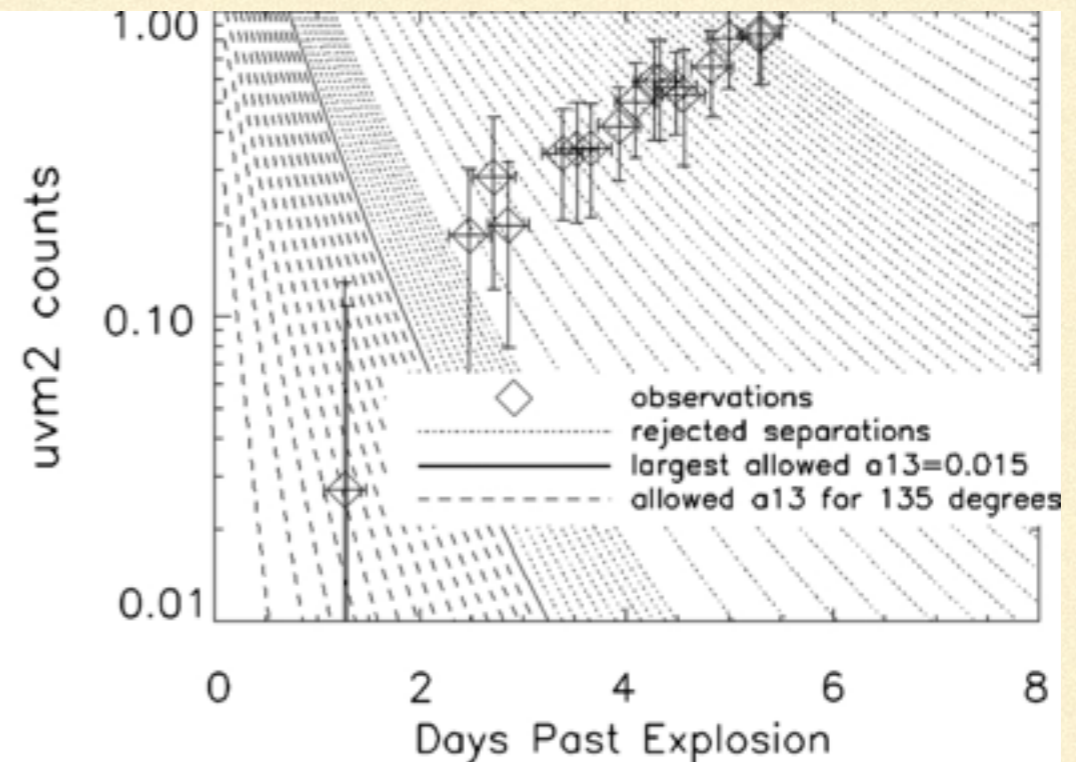 1.00
uvm2 counts
0.10
observations
rejected separations
largest allowed a13=0.015
allowed a13 for 135 degrees
0.01
0 2 4 6 8
Days Past Explosion